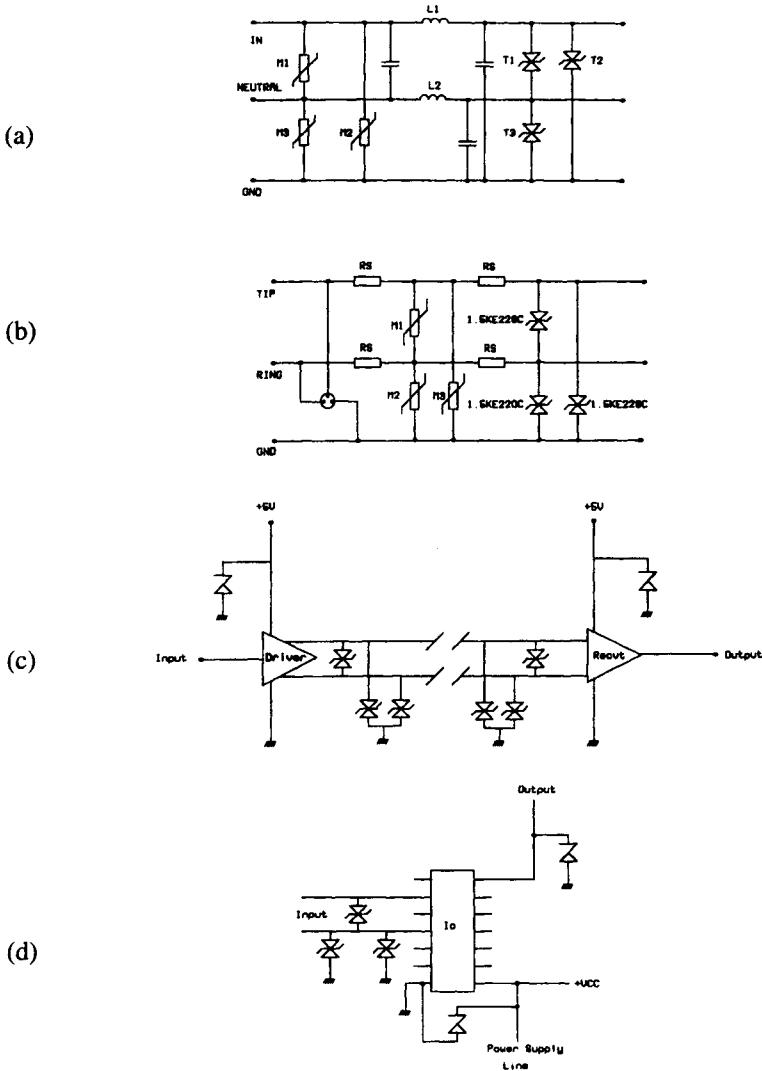 (a)
L1
IN
M1
T1
T2
NEUTRAL
L2
M3
M2
T3
GND
(b)
RS
RS
TIP
M1
1.5KE220C
RS
RS
RING
M2
M3
1.5KE220C
1.5KE220C
GND
(c)
+5V
+5V
Input
Driver
Recvt
Output
(d)
Output
Input
Ic
+VCC
Power Supply
Line